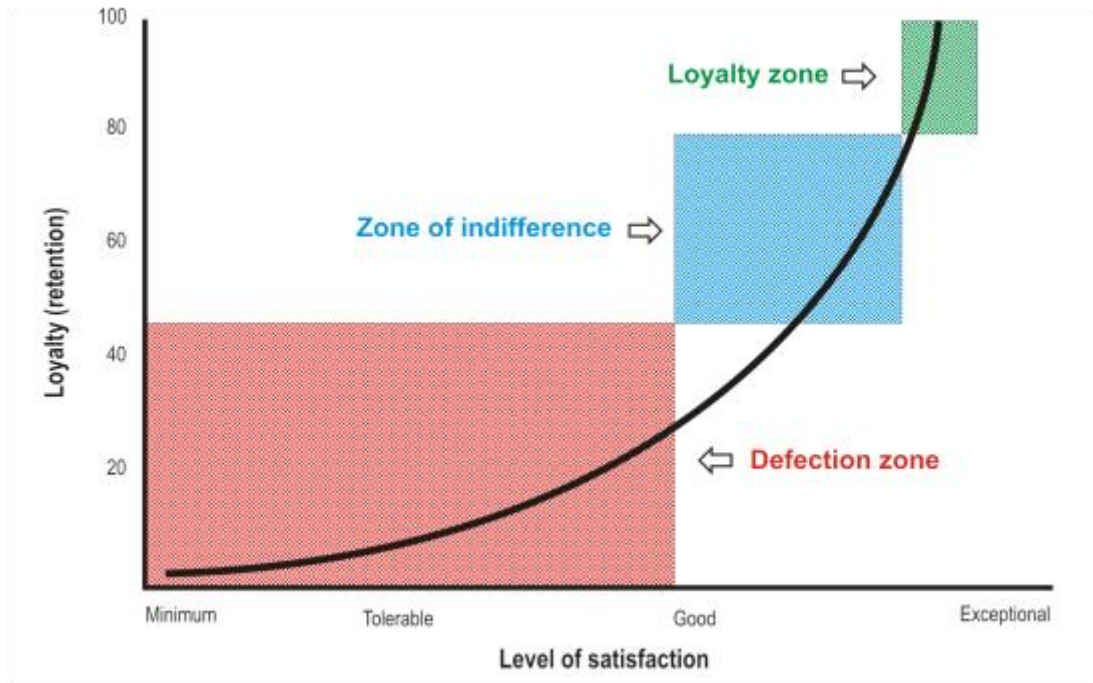 100
Loyalty zone
80
Zone of indifference
60
Loyalty (retention)
40
Defection zone
20
Minimum
Tolerable
Good
Exceptional
Level of satisfaction